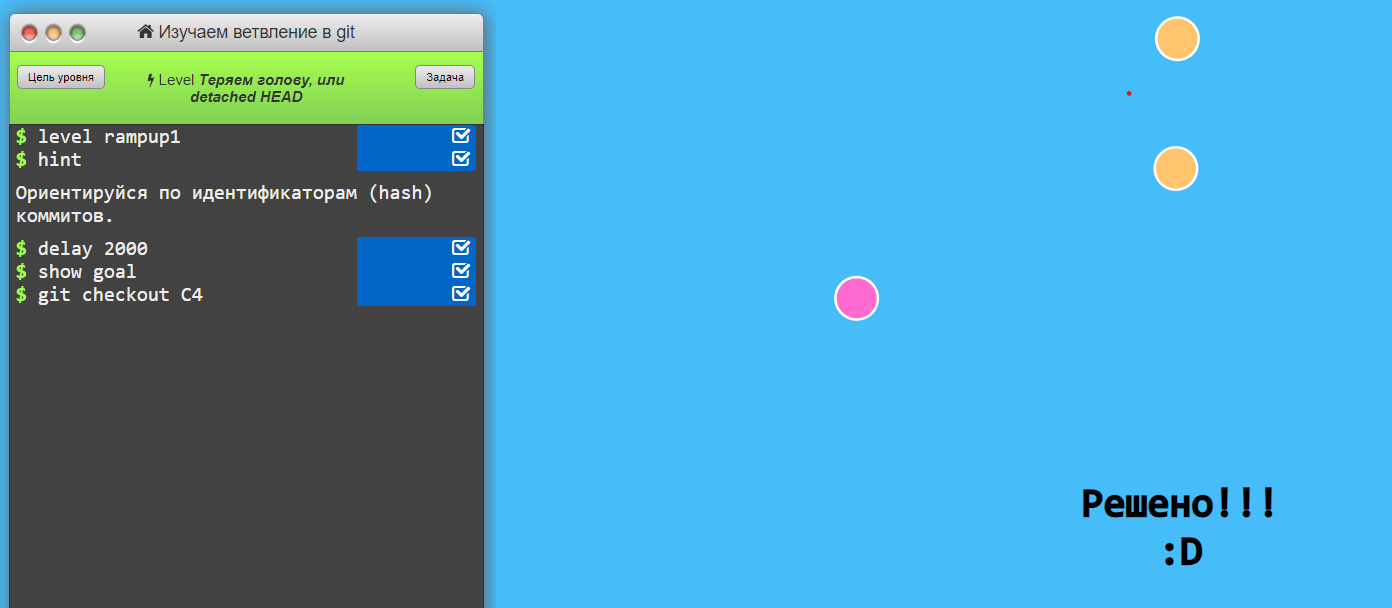 Изучаем ветвление в git
Цель уровня
Level Теряем голову, или
detached HEAD
Задача
$ level rampup1
$ hint
Ориентируйся по идентификаторам (hash)
коммитов.
$ delay 2000
$ show goal
$ git checkout C4
Решено!!!
:D